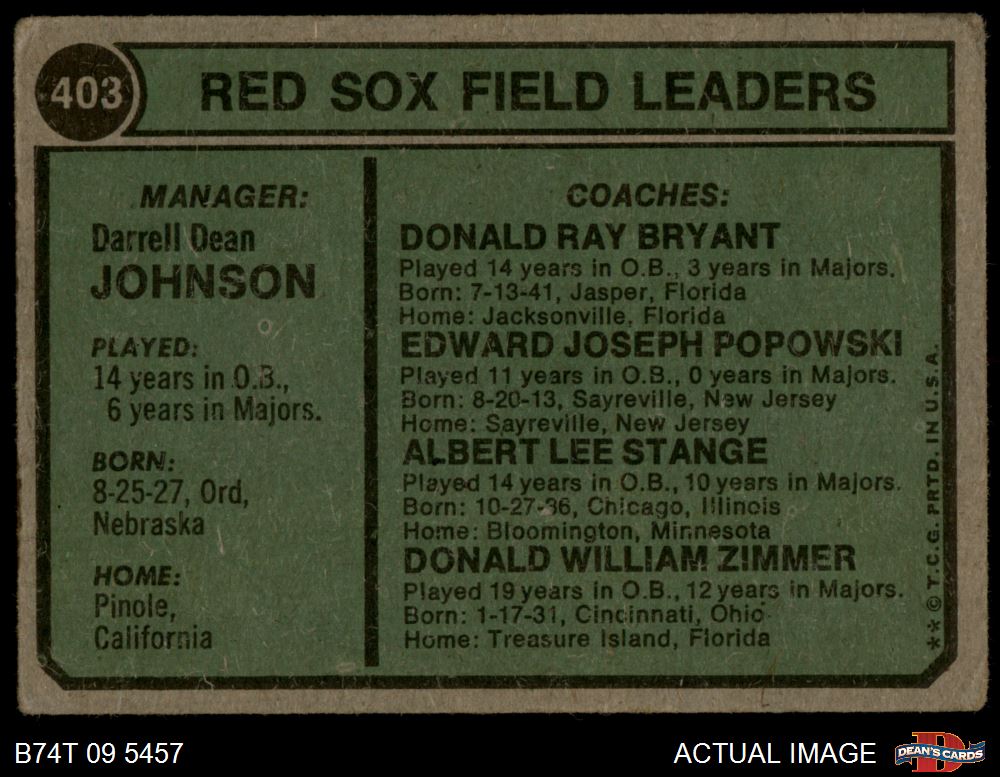 403
RED SOX FIELD LEADERS
MANAGER:
Darrell Dean
JOHNSON
PLAYED:
14 years in O.B.,
6 years in Majors.
BORN:
8-25-27, Ord,
Nebraska
HOME:
Pinole,
California
COACHES:
DONALD RAY BRYANT
Played 14 years in O.B., 3 years in Majors.
Born: 7-13-41, Jasper, Florida
Home: Jacksonville, Florida
EDWARD JOSEPH POPOWSKI
Played 11 years in O.B., 0 years in Majors.
Born: 8-20-13, Sayreville, New Jersey
Home: Sayreville, New Jersey
ALBERT LEE STANGE
Played 14 years in O.B., 10 years in Majors.
Born: 10-27-36, Chicago, Illinois
Home: Bloomington, Minnesota
DONALD WILLIAM ZIMMER
Played 19 years in O.B., 12 years in Majors.
Born: 1-17-31, Cincinnati, Ohio
Home: Treasure Island, Florida
**© T.C.G. PRTD. IN U.S.A.
B74T 09 5457
ACTUAL IMAGE
D
DEAN'S CARDS